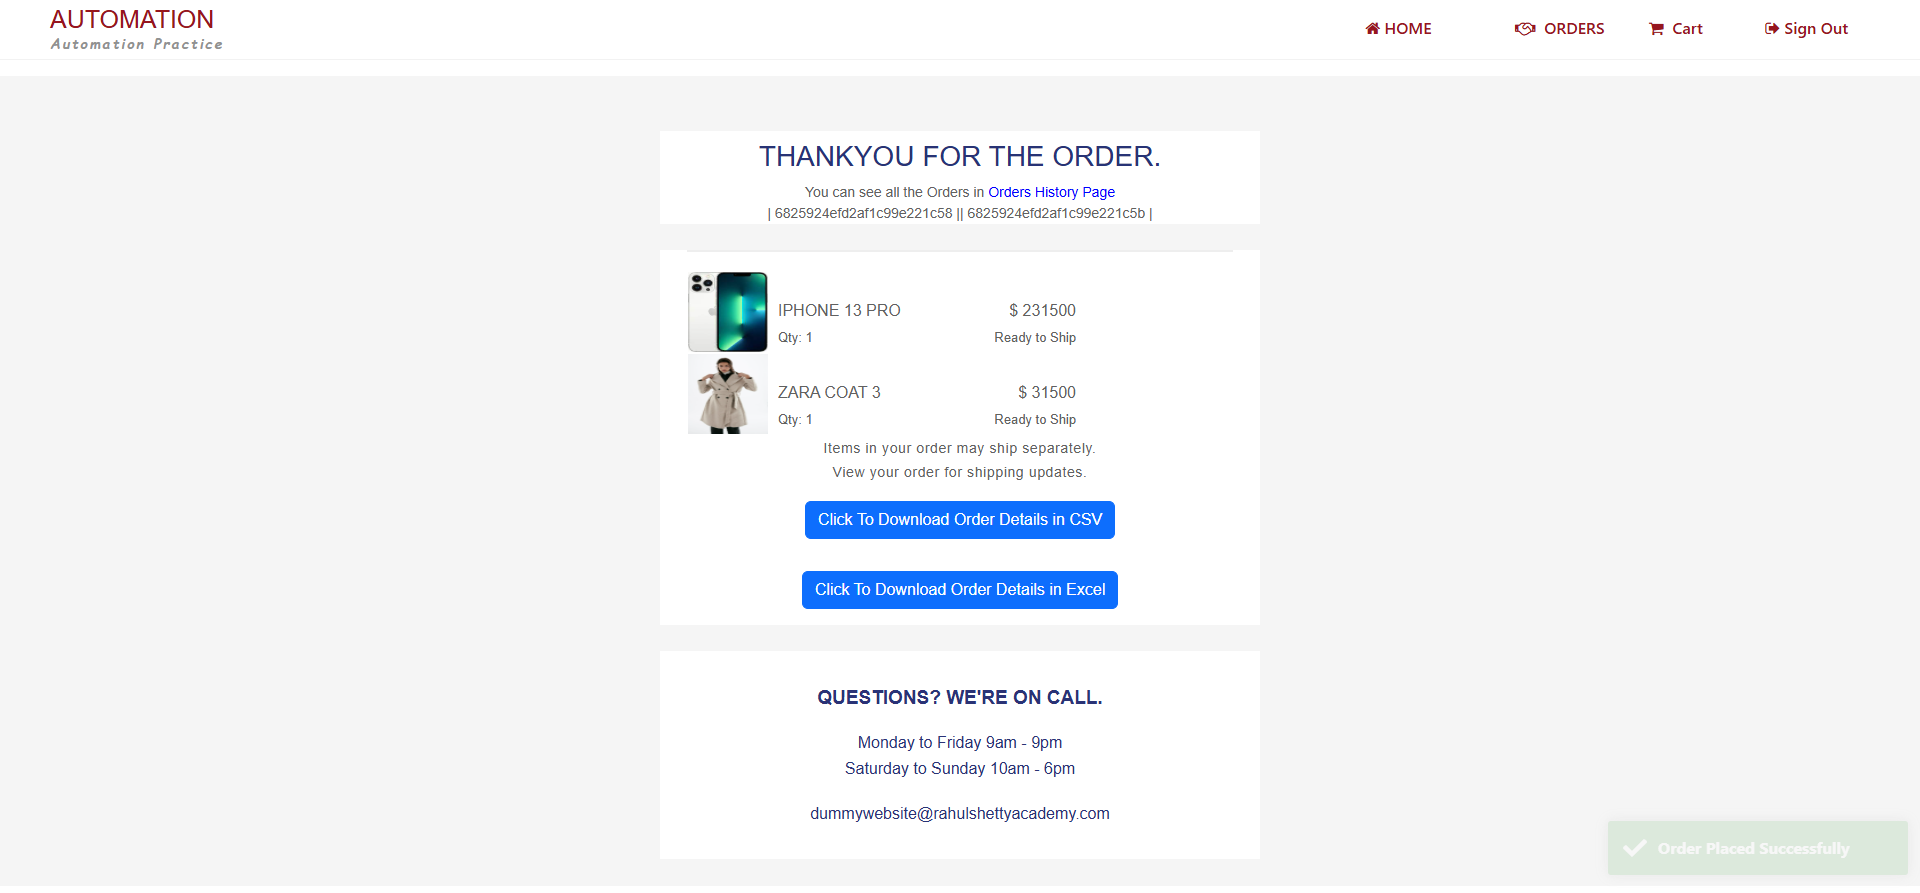 AUTOMATION
Automation Practice
HOME
ORDERS
Cart
Sign Out
THANKYOU FOR THE ORDER.
You can see all the Orders in Orders History Page
| 6825924efd2af1c99e221c58 || 6825924efd2af1c99e221c5b |
IPHONE 13 PRO
$ 231500
Qty: 1
Ready to Ship
ZARA COAT 3
$ 31500
Qty: 1
Ready to Ship
Items in your order may ship separately.
View your order for shipping updates.
Click To Download Order Details in CSV
Click To Download Order Details in Excel
QUESTIONS? WE'RE ON CALL.
Monday to Friday 9am - 9pm
Saturday to Sunday 10am - 6pm
dummywebsite@rahulshettyacademy.com
Order Placed Successfully